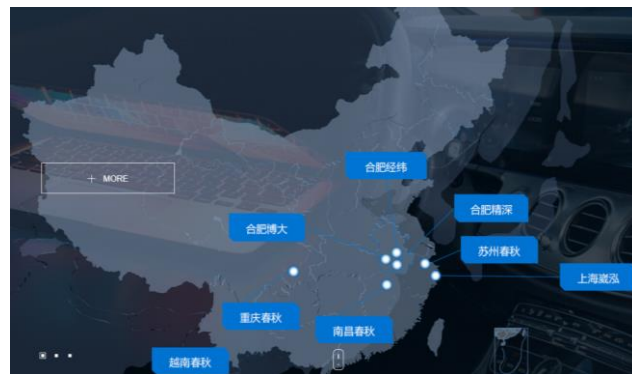 合肥经纬
+ MORE
合肥精深
合肥博大
苏州春秋
上海崴泓
重庆春秋
南昌春秋
越南春秋